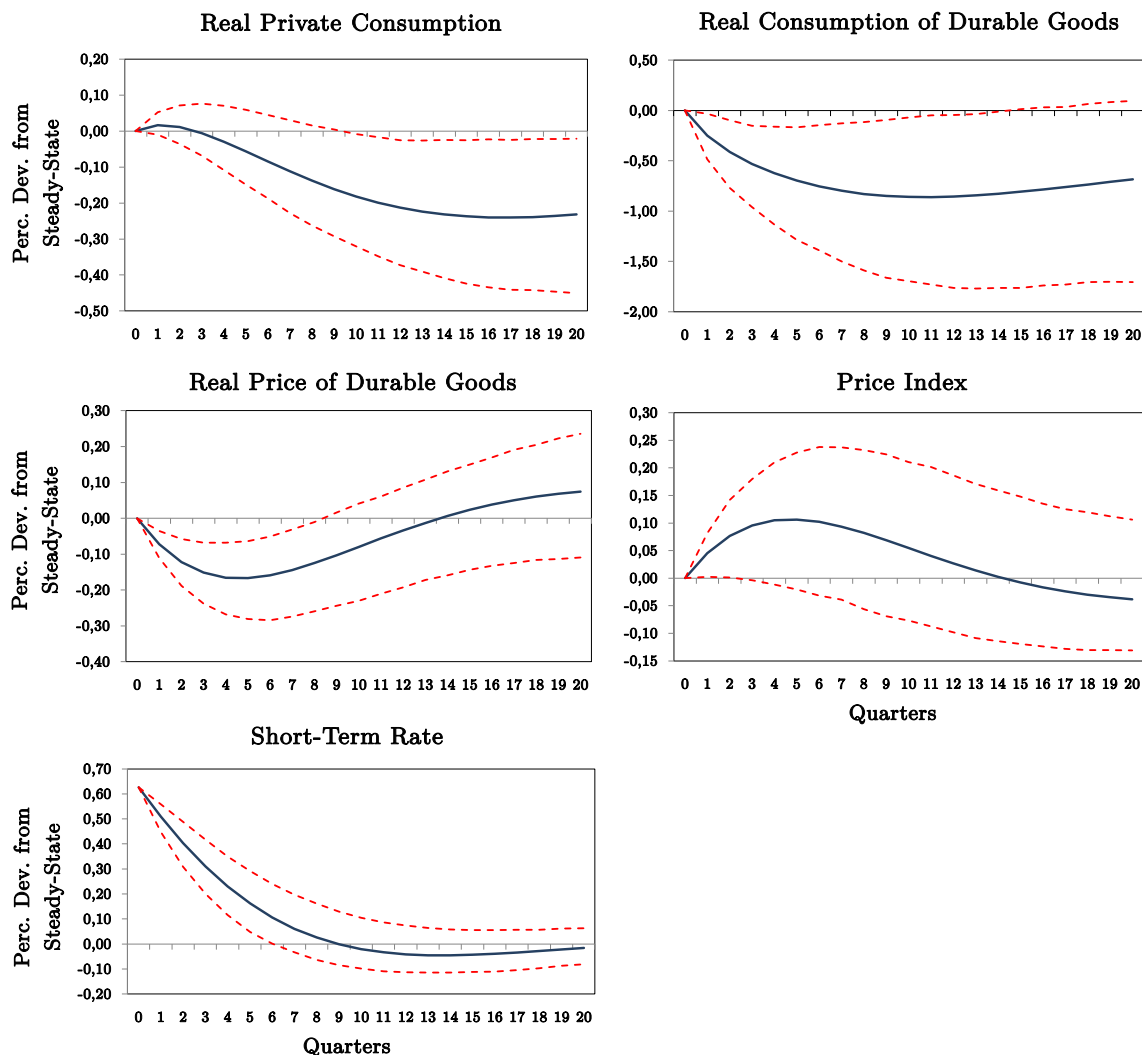 Real Private Consumption
Perc. Dev. from
Steady-State
0,20
0,10
0,00
-0,10
-0,20
-0,30
-0,40
-0,50
0 1 2 3 4 5 6 7 8 9 10 11 12 13 14 15 16 17 18 19 20
Real Consumption of Durable Goods
0,50
0,00
-0,50
-1,00
-1,50
-2,00
0 1 2 3 4 5 6 7 8 9 10 11 12 13 14 15 16 17 18 19 20
Real Price of Durable Goods
Perc. Dev. from
Steady-State
0,30
0,20
0,10
0,00
-0,10
-0,20
-0,30
-0,40
0 1 2 3 4 5 6 7 8 9 10 11 12 13 14 15 16 17 18 19 20
Price Index
0,30
0,25
0,20
0,15
0,10
0,05
0,00
-0,05
-0,10
-0,15
0 1 2 3 4 5 6 7 8 9 10 11 12 13 14 15 16 17 18 19 20
Quarters
Short-Term Rate
Perc. Dev. from
Steady-State
0,70
0,60
0,50
0,40
0,30
0,20
0,10
0,00
-0,10
-0,20
0 1 2 3 4 5 6 7 8 9 10 11 12 13 14 15 16 17 18 19 20
Quarters